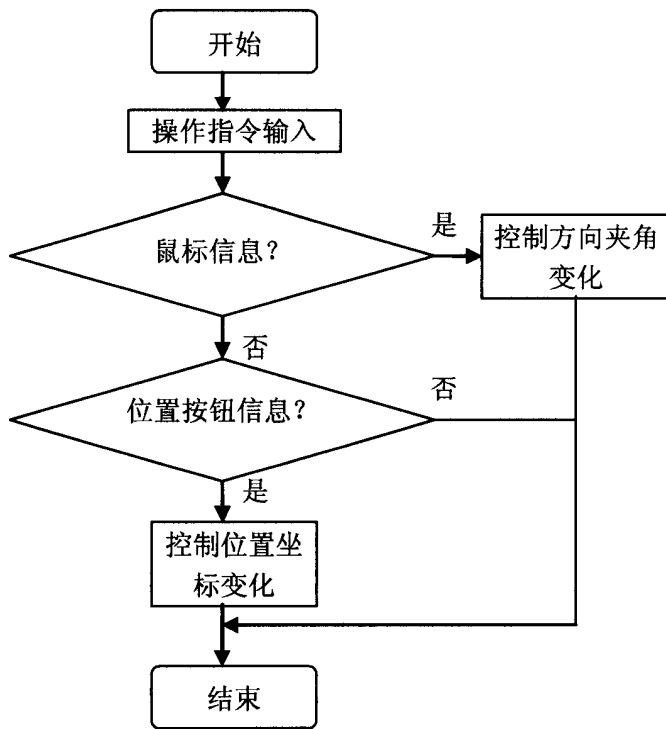 开始
操作指令输入
鼠标信息？
是
控制方向夹角
变化
否
位置按钮信息？
否
是
控制位置坐
标变化
结束